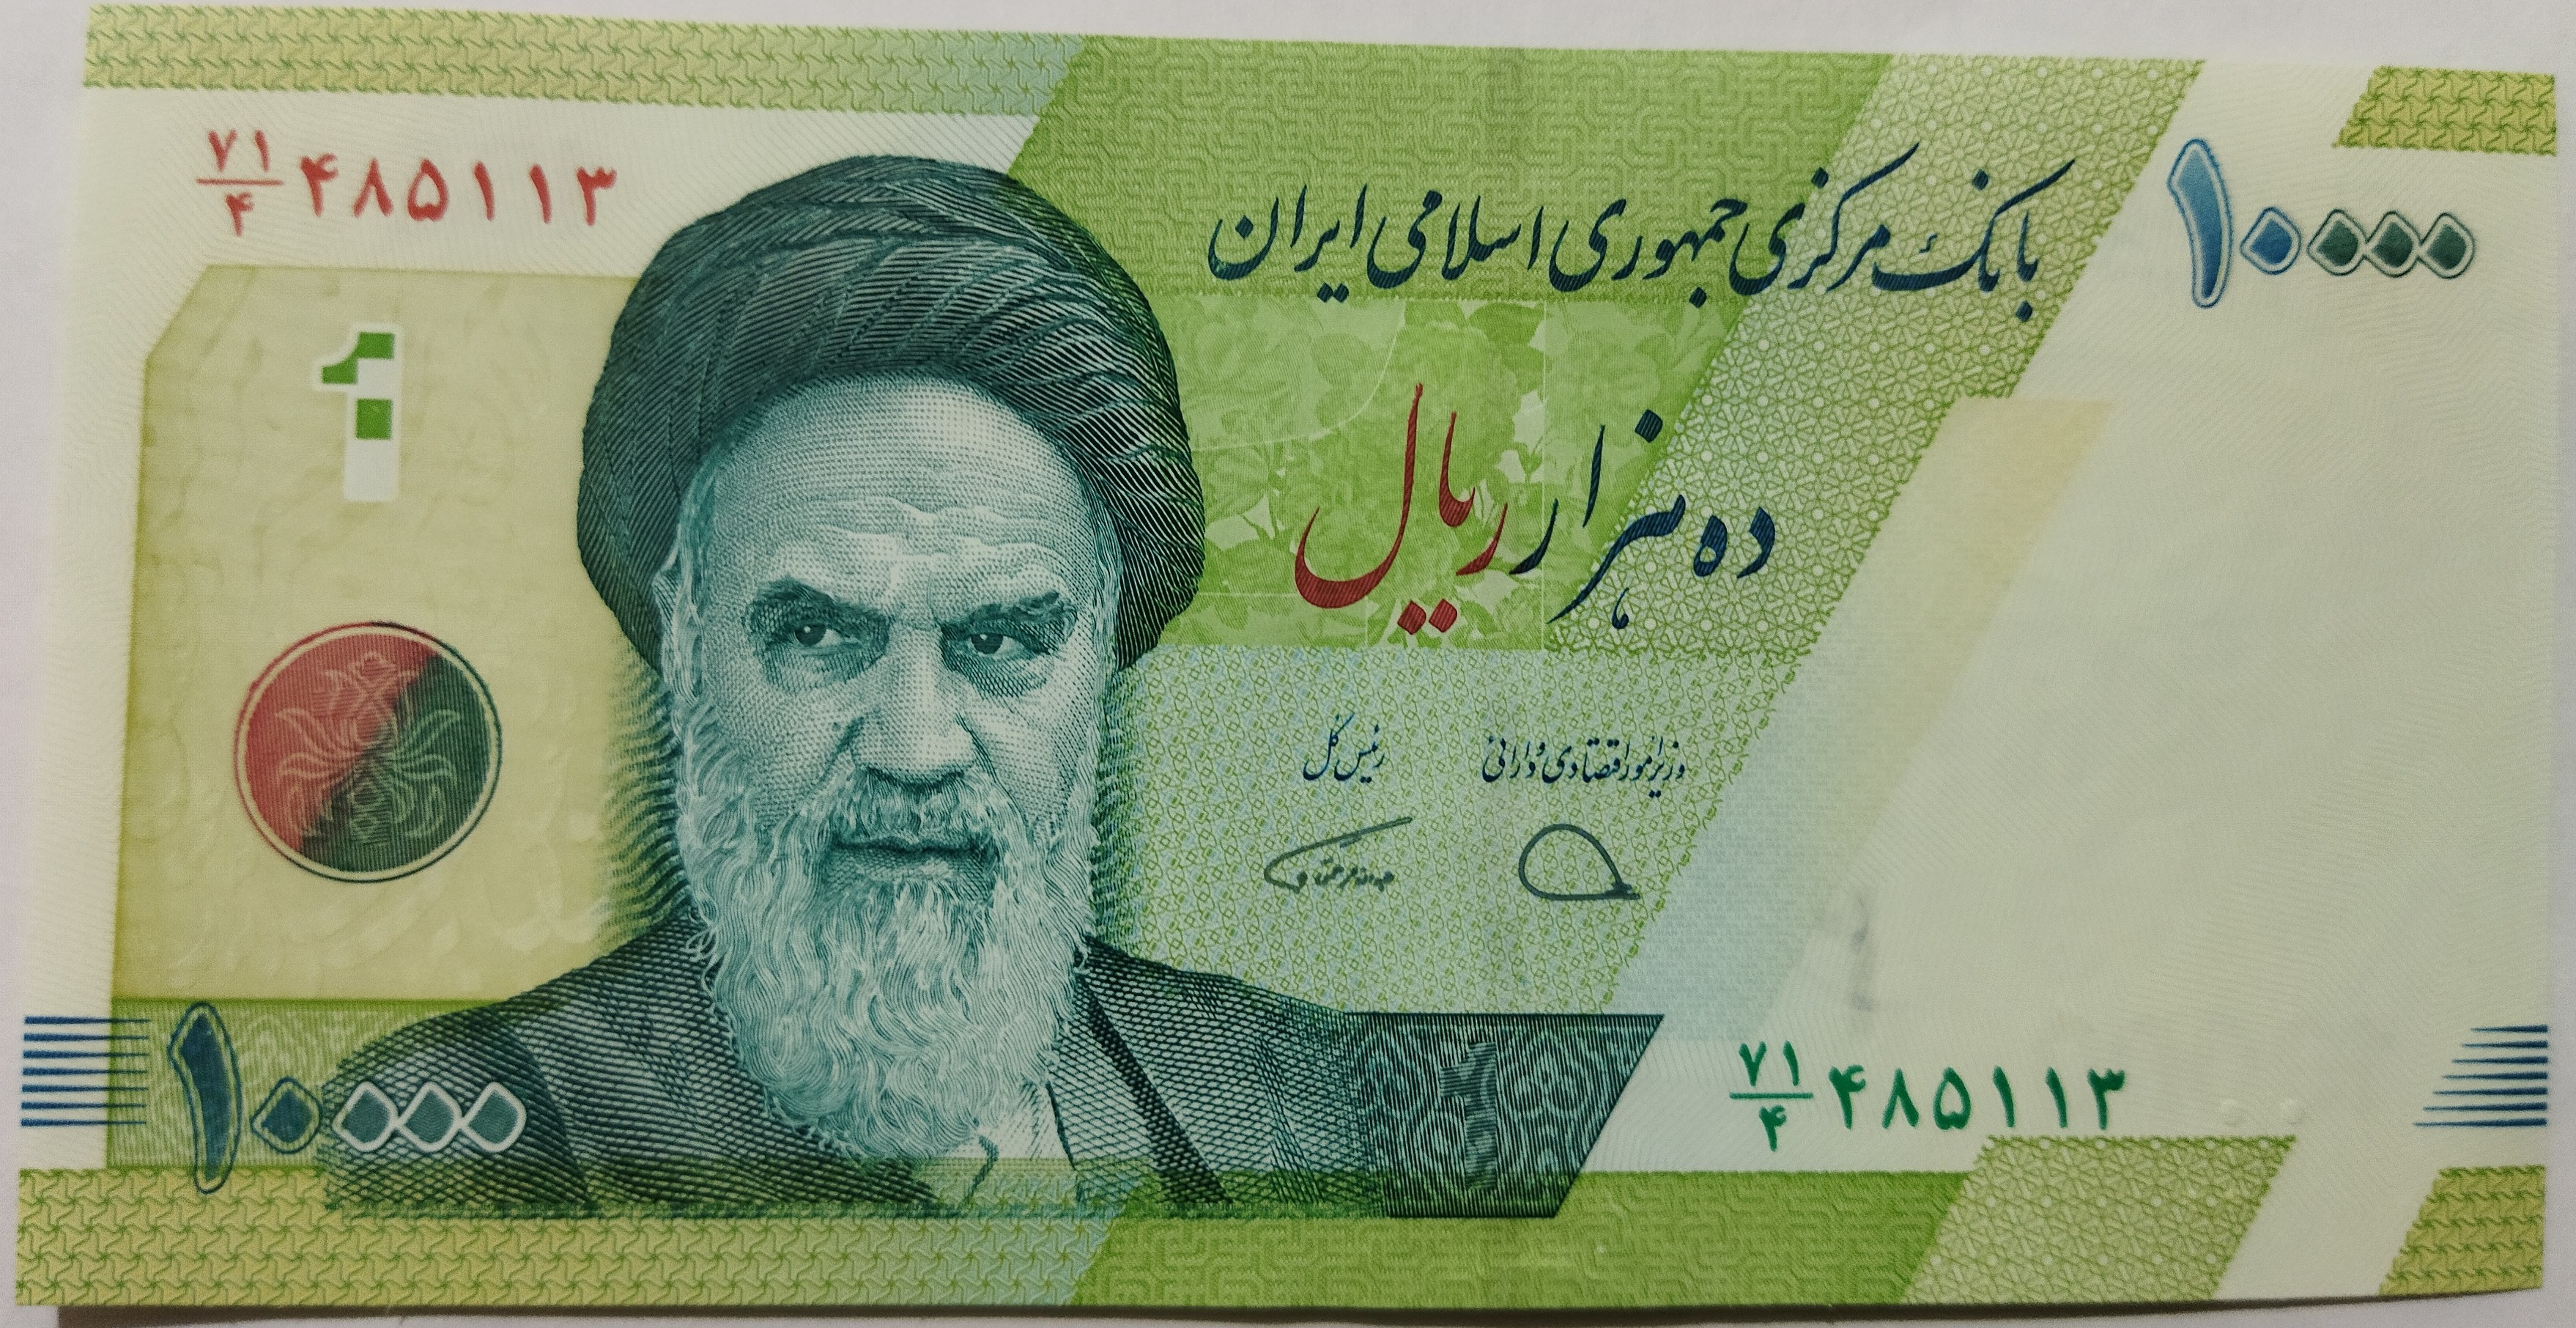 ۷۱/۴ ۴۸۵۱۱۳
۱۰۰۰۰
بانک مرکزی جمهوری اسلامی ایران
۱
ده هزار ریال
وزیر امور اقتصادی و دارائی
رئیس کل
۱۰۰۰۰
۱
۷۱/۴ ۴۸۵۱۱۳